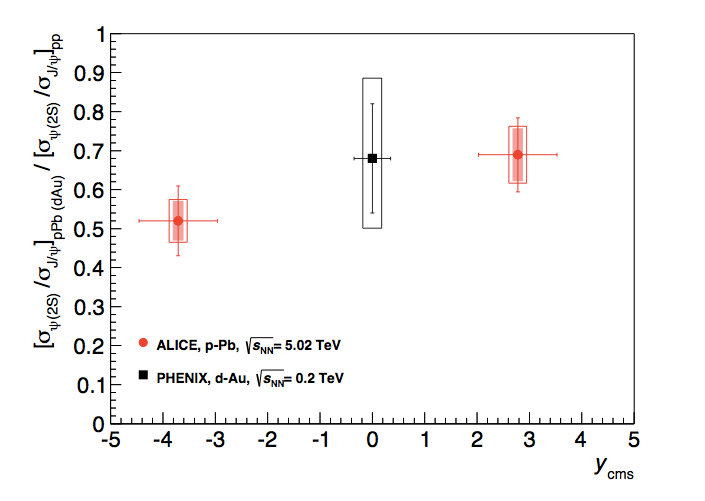 [σψ(2S) /σJ/ψ]pPb (dAu) / [σψ(2S) /σJ/ψ]pp
1
0.9
0.8
0.7
0.6
0.5
0.4
0.3
0.2
0.1
0
ALICE, p-Pb, √sNN= 5.02 TeV
PHENIX, d-Au, √sNN= 0.2 TeV
-5 -4 -3 -2 -1 0 1 2 3 4 5
ycms